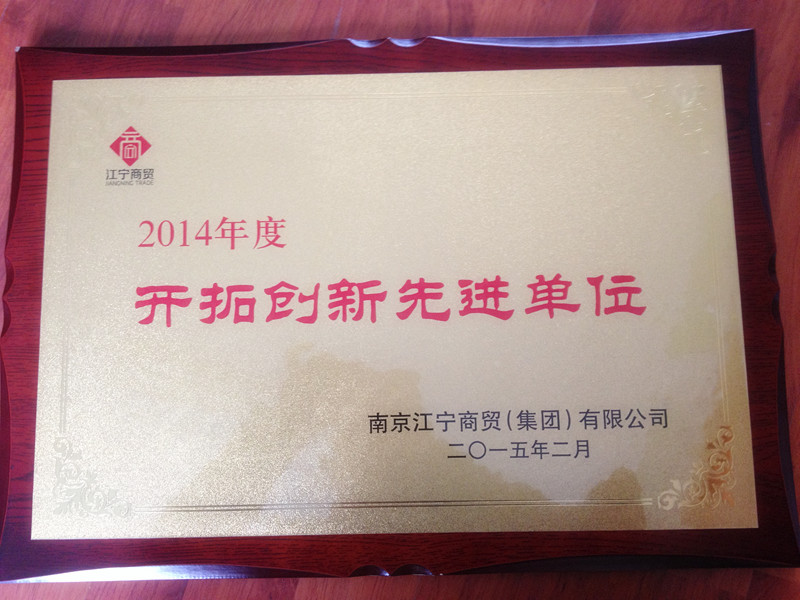 江宁商贸
JIANGNING TRADE
2014年度
开拓创新先进单位
南京江宁商贸(集团)有限公司
二〇一五年二月